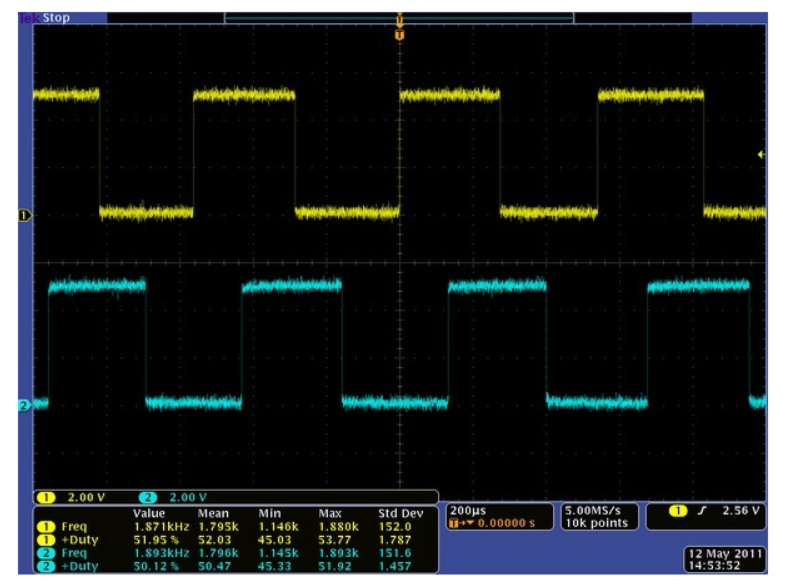 Tek Stop
T
T
1
2
1 2.00 V 2 2.00 V
Value Mean Min Max Std Dev
1 Freq 1.871kHz 1.795k 1.146k 1.880k 152.0
1 +Duty 51.95 % 52.03 45.03 53.77 1.787
2 Freq 1.893kHz 1.796k 1.145k 1.893k 151.6
2 +Duty 50.12 % 50.47 45.33 51.92 1.457
200µs
T→▼ 0.00000 s
5.00MS/s
10k points
1 ʃ 2.56 V
12 May 2011
14:53:52